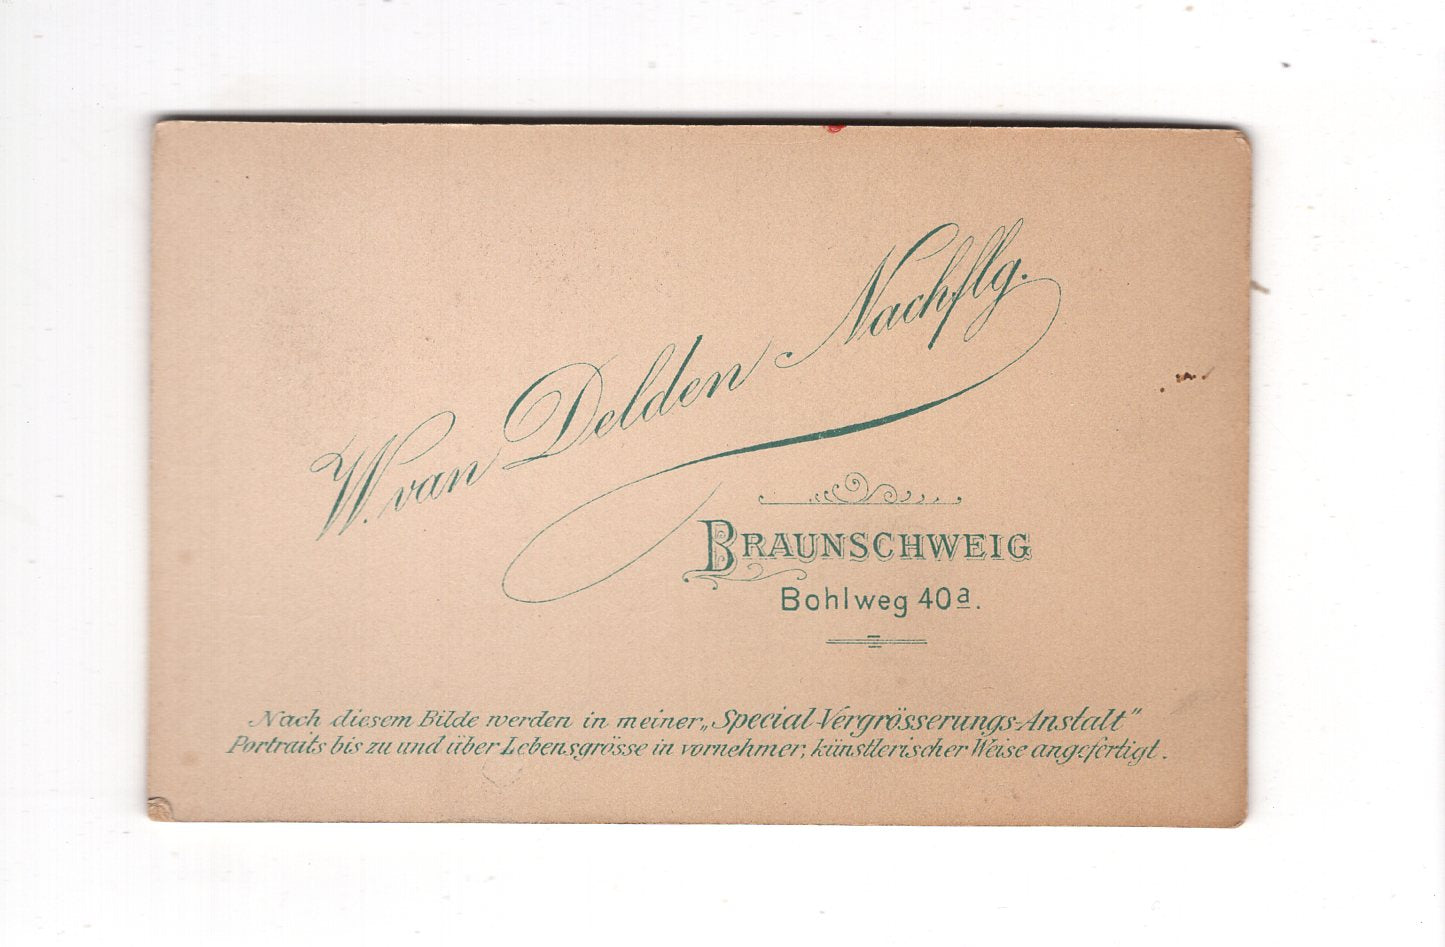 W. van Delden Nachflg.
BRAUNSCHWEIG
Bohlweg 40a.
Nach diesem Bilde werden in meiner „Special-Vergrösserungs-Anstalt"
Portraits bis zu und über Lebensgrösse in vornehmer, künstlerischer Weise angefertigt.